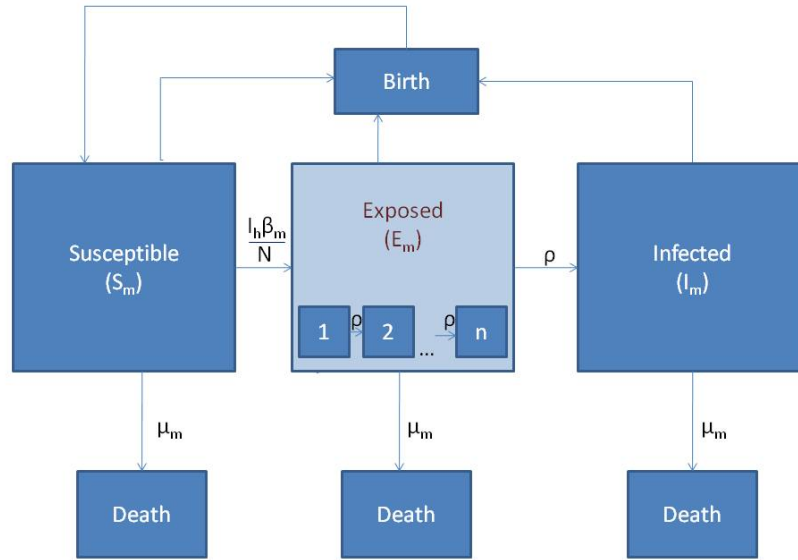 Birth
Susceptible
(Sₘ)
Iₕβₘ
N
Exposed
(Eₘ)
1
ρ
2
...
ρ
n
ρ
Infected
(Iₘ)
μₘ
μₘ
μₘ
Death
Death
Death